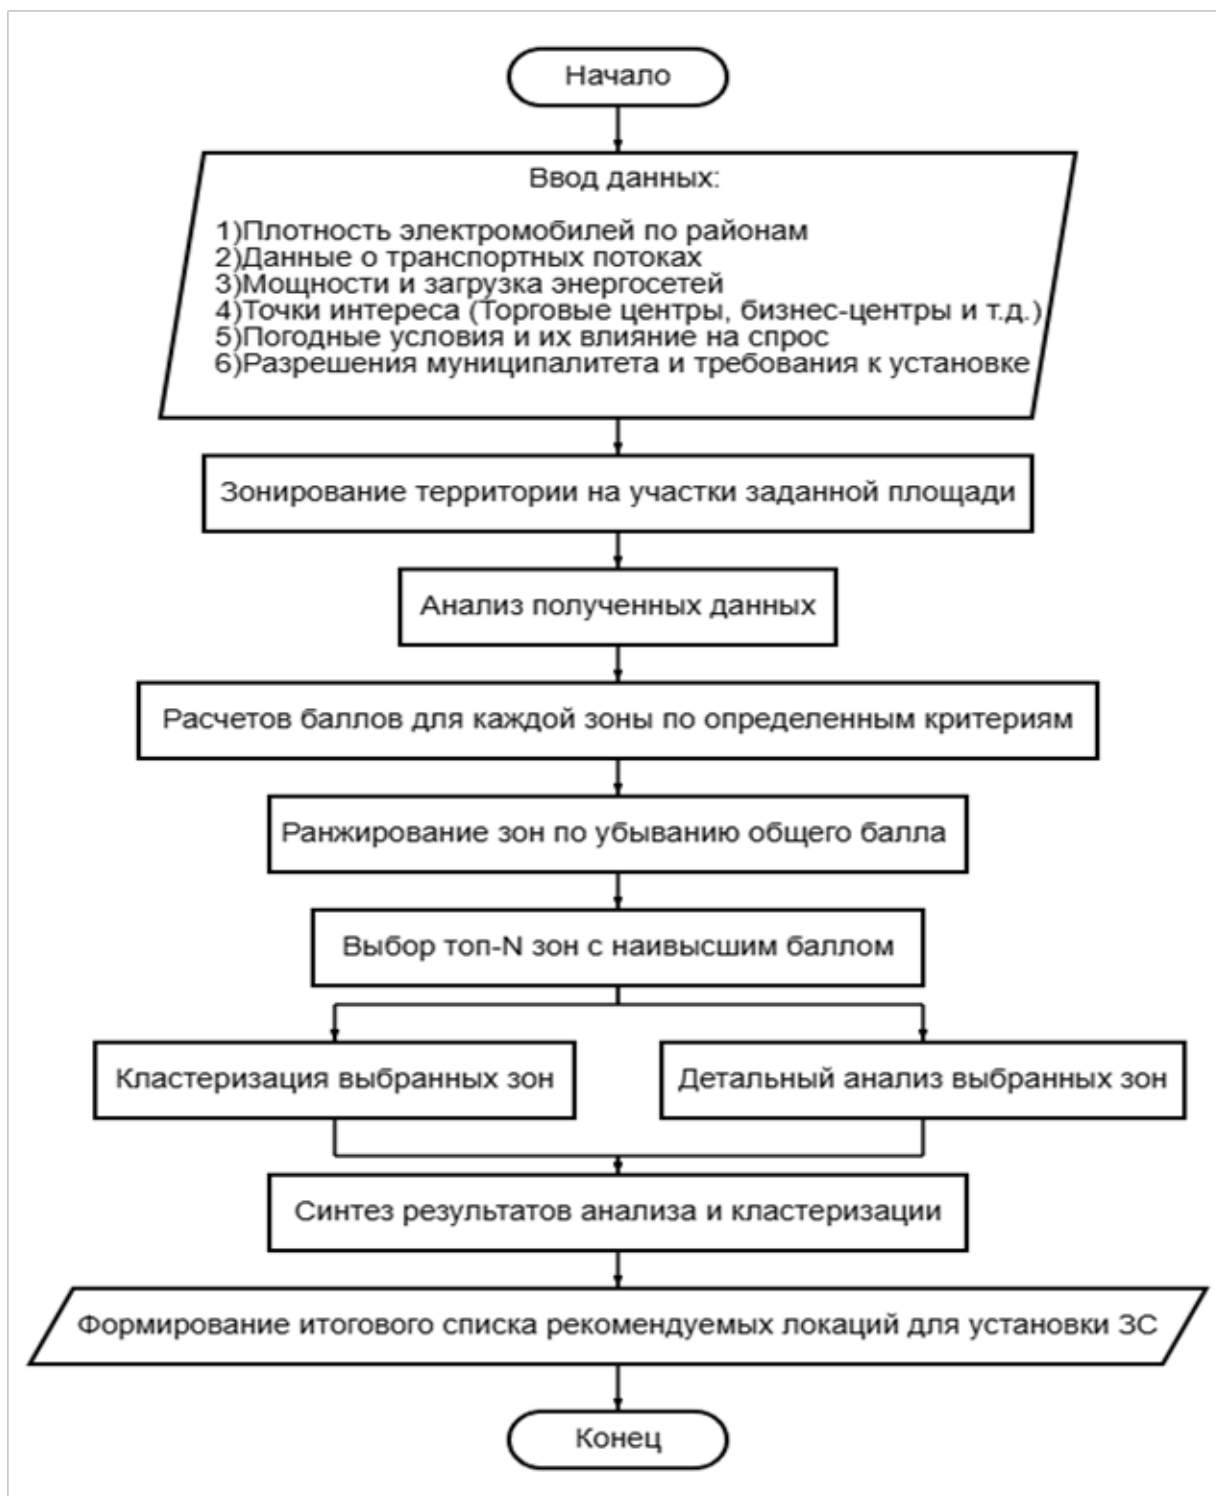 Начало
Ввод данных:
1)Плотность электромобилей по районам
2)Данные о транспортных потоках
3)Мощности и загрузка энергосетей
4)Точки интереса (Торговые центры, бизнес-центры и т.д.)
5)Погодные условия и их влияние на спрос
6)Разрешения муниципалитета и требования к установке
Зонирование территории на участки заданной площади
Анализ полученных данных
Расчетов баллов для каждой зоны по определенным критериям
Ранжирование зон по убыванию общего балла
Выбор топ-N зон с наивысшим баллом
Кластеризация выбранных зон
Детальный анализ выбранных зон
Синтез результатов анализа и кластеризации
Формирование итогового списка рекомендуемых локаций для установки ЗС
Конец